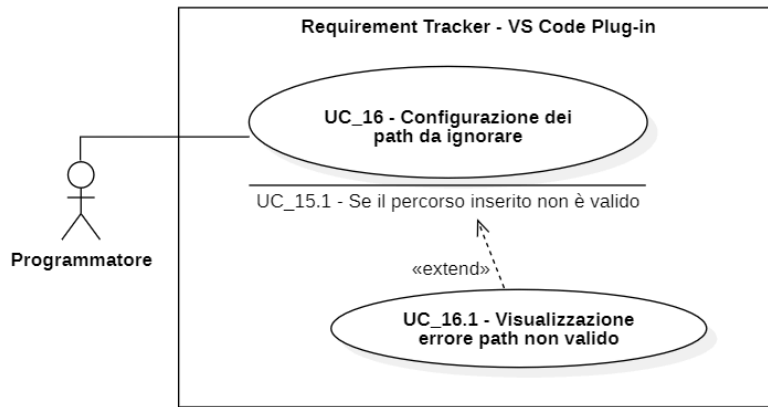 Requirement Tracker - VS Code Plug-in
UC_16 - Configurazione dei
path da ignorare
UC_15.1 - Se il percorso inserito non è valido
Programmatore
«extend»
UC_16.1 - Visualizzazione
errore path non valido